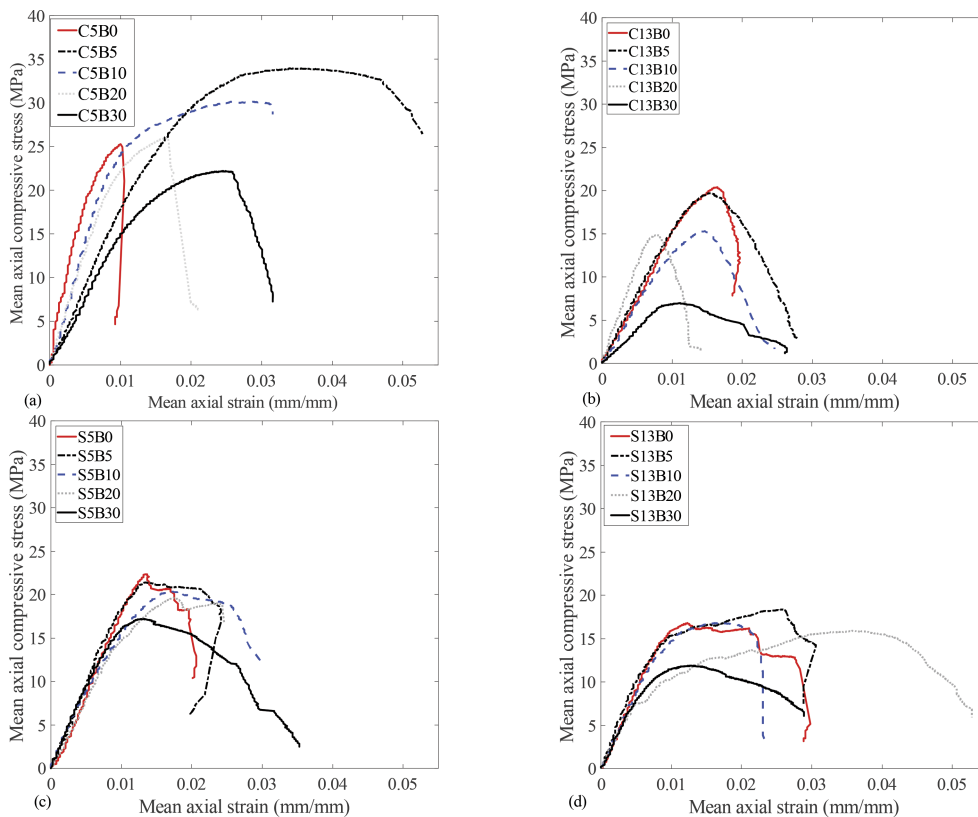 40
35
30
25
20
15
10
5
0
Mean axial compressive stress (MPa)
C5B0
C5B5
C5B10
C5B20
C5B30
0
0.01
0.02
0.03
0.04
0.05
(a)
Mean axial strain (mm/mm)
40
35
30
25
20
15
10
5
0
Mean axial compressive stress (MPa)
C13B0
C13B5
C13B10
C13B20
C13B30
0
0.01
0.02
0.03
0.04
0.05
(b)
Mean axial strain (mm/mm)
40
35
30
25
20
15
10
5
0
Mean axial compressive stress (MPa)
S5B0
S5B5
S5B10
S5B20
S5B30
0
0.01
0.02
0.03
0.04
0.05
(c)
Mean axial strain (mm/mm)
40
35
30
25
20
15
10
5
0
Mean axial compressive stress (MPa)
S13B0
S13B5
S13B10
S13B20
S13B30
0
0.01
0.02
0.03
0.04
0.05
(d)
Mean axial strain (mm/mm)